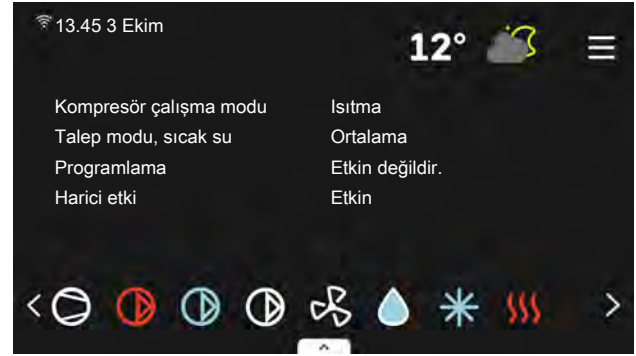 13.45 3 Ekim
12°
Kompresör çalışma modu Isıtma
Talep modu, sıcak su Ortalama
Programlama Etkin değildir.
Harici etki Etkin